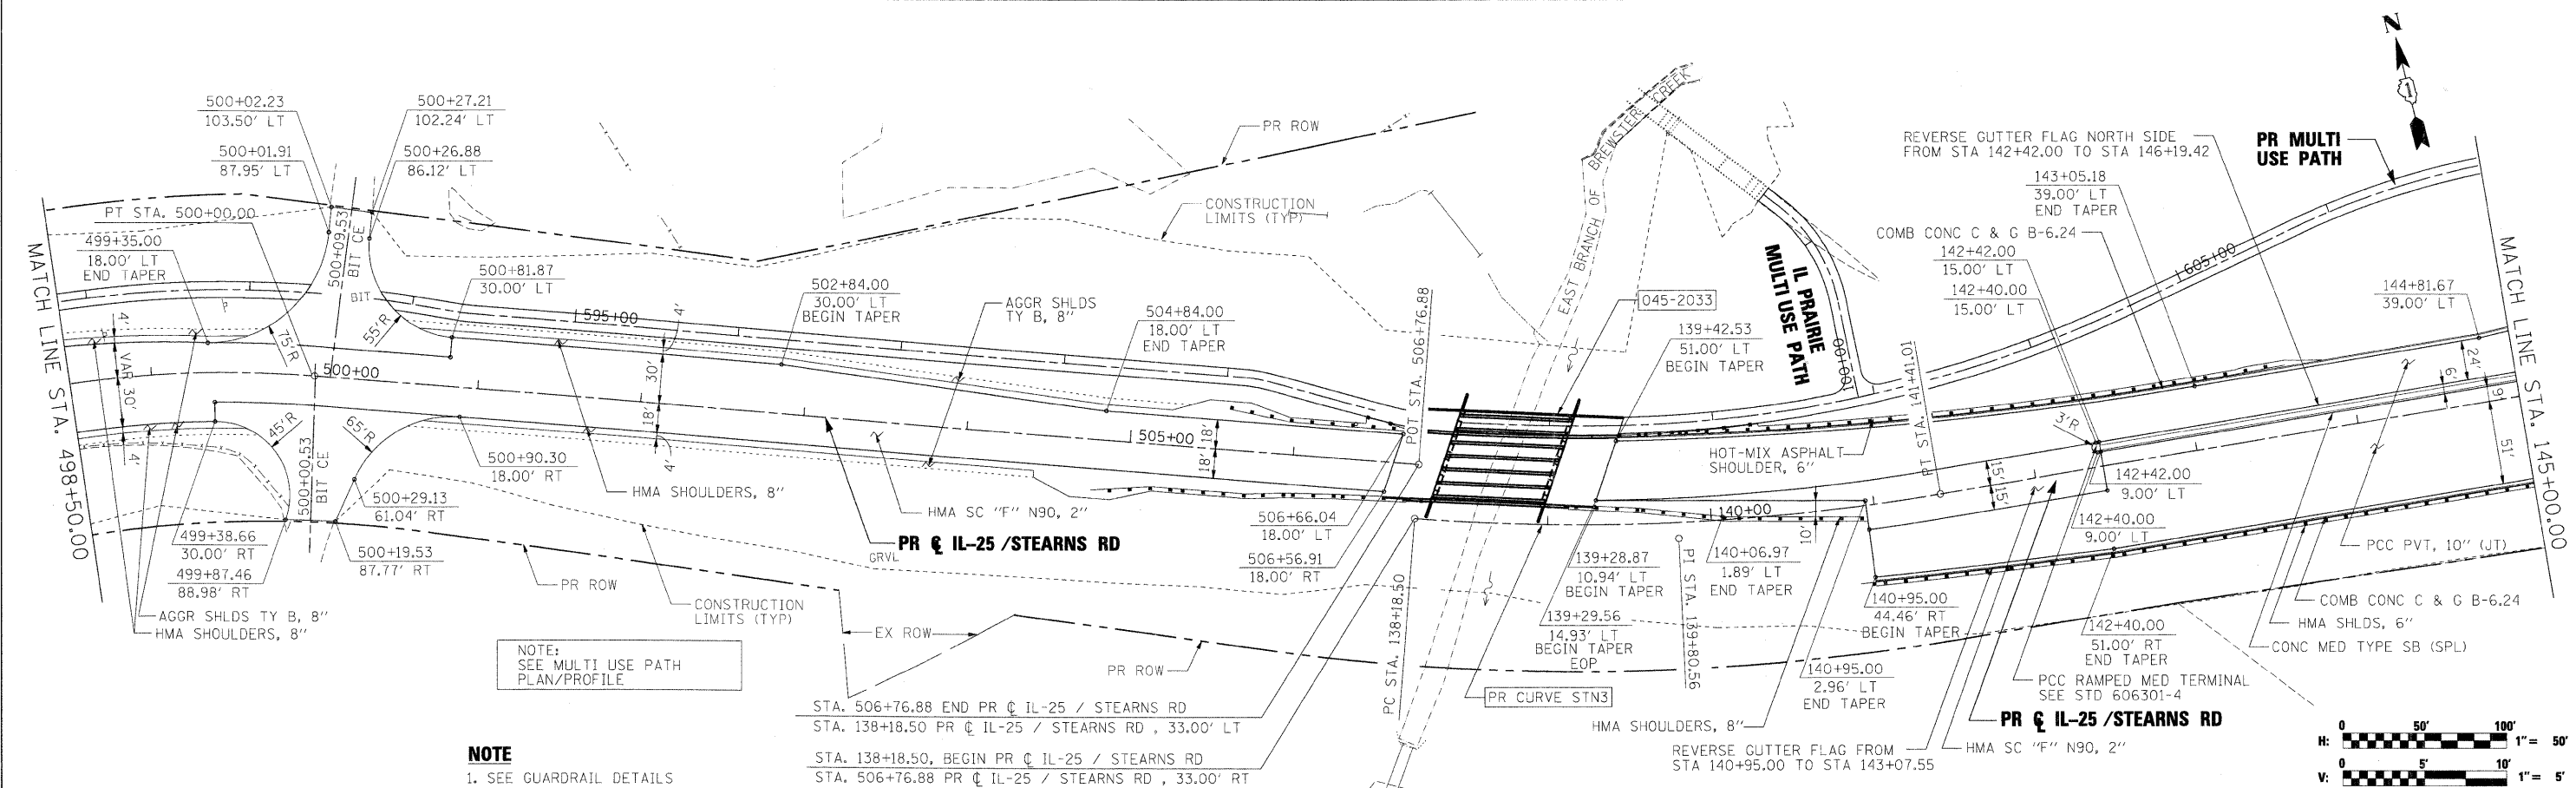 500+02.23
103.50' LT
500+01.91
87.95' LT
500+27.21
102.24' LT
500+26.88
86.12' LT
PT STA. 500+00.00
499+35.00
18.00' LT
END TAPER
500+09.53
BIT CE
BIT
MATCH LINE STA. 498+50.00
4'
VAR
30'
4'
75'R
55'R
45'R
65'R
500+00
500+00.53
BIT CE
500+81.87
30.00' LT
595+00
4'
30'
18'
4'
502+84.00
30.00' LT
BEGIN TAPER
AGGR SHLDS
TY B, 8"
504+84.00
18.00' LT
END TAPER
PR ROW
CONSTRUCTION
LIMITS (TYP)
EAST BRANCH OF BREWSTER CREEK
045-2033
139+42.53
51.00' LT
BEGIN TAPER
POT STA. 506+76.88
505+00
18'
18'
IL PRAIRIE
MULTI USE PATH
100+00
PT STA. 141+41.01
HOT-MIX ASPHALT
SHOULDER, 6"
REVERSE GUTTER FLAG NORTH SIDE
FROM STA 142+42.00 TO STA 146+19.42
143+05.18
39.00' LT
END TAPER
COMB CONC C & G B-6.24
142+42.00
15.00' LT
142+40.00
15.00' LT
PR MULTI
USE PATH
N
1
605+00
144+81.67
39.00' LT
MATCH LINE STA. 145+00.00
24'
6'
9'
51'
3'R
15'
15'
142+42.00
9.00' LT
142+40.00
9.00' LT
PCC PVT, 10" (JT)
COMB CONC C & G B-6.24
HMA SHLDS, 6"
CONC MED TYPE SB (SPL)
142+40.00
51.00' RT
END TAPER
PCC RAMPED MED TERMINAL
SEE STD 606301-4
PR ℄ IL-25 /STEARNS RD
HMA SC "F" N90, 2"
499+38.66
30.00' RT
499+87.46
88.98' RT
500+29.13
61.04' RT
500+19.53
87.77' RT
500+90.30
18.00' RT
HMA SHOULDERS, 8"
HMA SC "F" N90, 2"
PR ℄ IL-25 /STEARNS RD
GRVL
AGGR SHLDS TY B, 8"
HMA SHOULDERS, 8"
PR ROW
CONSTRUCTION
LIMITS (TYP)
EX ROW
PR ROW
NOTE:
SEE MULTI USE PATH
PLAN/PROFILE
506+66.04
18.00' LT
506+56.91
18.00' RT
PC STA. 138+18.50
140+00
10'
139+28.87
10.94' LT
BEGIN TAPER
139+29.56
14.93' LT
BEGIN TAPER
EOP
PI STA. 139+80.56
140+06.97
1.89' LT
END TAPER
140+95.00
44.46' RT
BEGIN TAPER
140+95.00
2.96' LT
END TAPER
PR CURVE STN3
HMA SHOULDERS, 8"
REVERSE GUTTER FLAG FROM
STA 140+95.00 TO STA 143+07.55
STA. 506+76.88 END PR ℄ IL-25 / STEARNS RD
STA. 138+18.50 PR ℄ IL-25 / STEARNS RD , 33.00' LT
STA. 138+18.50, BEGIN PR ℄ IL-25 / STEARNS RD
STA. 506+76.88 PR ℄ IL-25 / STEARNS RD , 33.00' RT
NOTE
1. SEE GUARDRAIL DETAILS
0 50' 100'
H: 1"= 50'
0 5' 10'
V: 1"= 5'